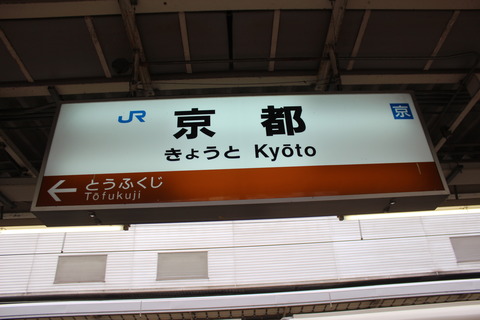 JR
京都
京
きょうと Kyōto
とうふくじ
Tōfukuji